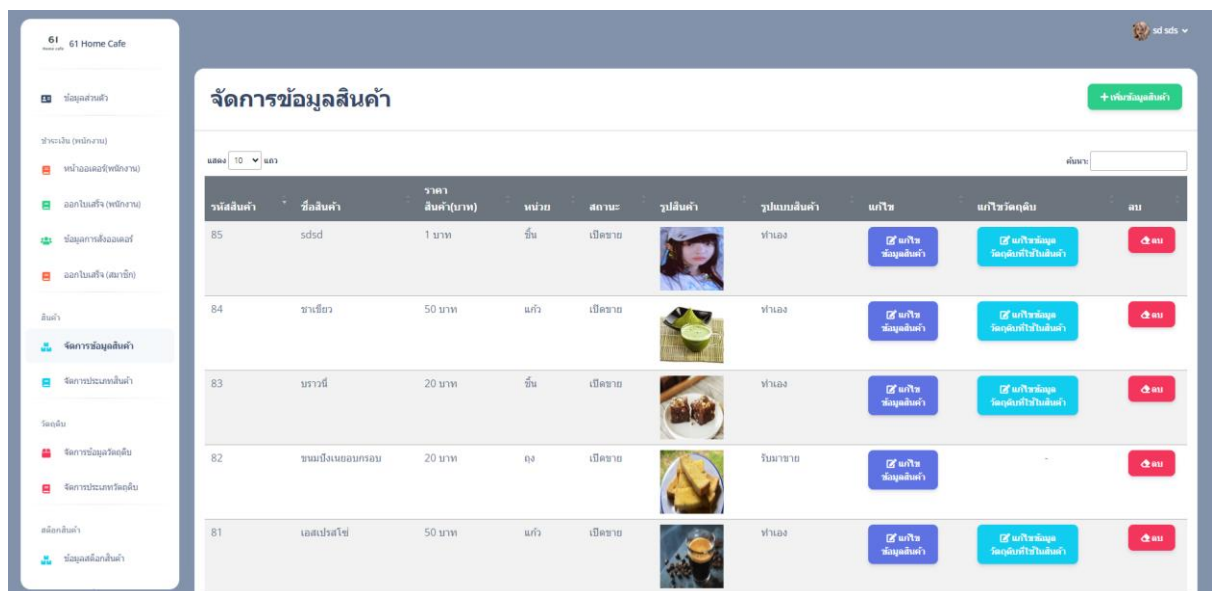 61
Home cafe
61 Home Cafe
sd sds
ข้อมูลส่วนตัว
ชำระเงิน (พนักงาน)
หน้าออเดอร์(พนักงาน)
ออกใบเสร็จ (พนักงาน)
ข้อมูลการสั่งออเดอร์
ออกใบเสร็จ (สมาชิก)
สินค้า
จัดการข้อมูลสินค้า
จัดการประเภทสินค้า
วัตถุดิบ
จัดการข้อมูลวัตถุดิบ
จัดการประเภทวัตถุดิบ
สต๊อกสินค้า
ข้อมูลสต๊อกสินค้า
จัดการข้อมูลสินค้า
+ เพิ่มข้อมูลสินค้า
แสดง 10 แถว
ค้นหา:
รหัสสินค้า ชื่อสินค้า ราคา สินค้า(บาท) หน่วย สถานะ รูปสินค้า รูปแบบสินค้า แก้ไข แก้ไขวัตถุดิบ ลบ
85 sdsd 1 บาท ชิ้น เปิดขาย ทำเอง แก้ไข ข้อมูลสินค้า แก้ไขข้อมูล วัตถุดิบที่ใช้ในสินค้า ลบ
84 ชาเขียว 50 บาท แก้ว เปิดขาย ทำเอง แก้ไข ข้อมูลสินค้า แก้ไขข้อมูล วัตถุดิบที่ใช้ในสินค้า ลบ
83 บราวนี่ 20 บาท ชิ้น เปิดขาย ทำเอง แก้ไข ข้อมูลสินค้า แก้ไขข้อมูล วัตถุดิบที่ใช้ในสินค้า ลบ
82 ขนมปังเนยอบกรอบ 20 บาท ถุง เปิดขาย รับมาขาย แก้ไข ข้อมูลสินค้า - ลบ
81 เอสเปรสโซ่ 50 บาท แก้ว เปิดขาย ทำเอง แก้ไข ข้อมูลสินค้า แก้ไขข้อมูล วัตถุดิบที่ใช้ในสินค้า ลบ